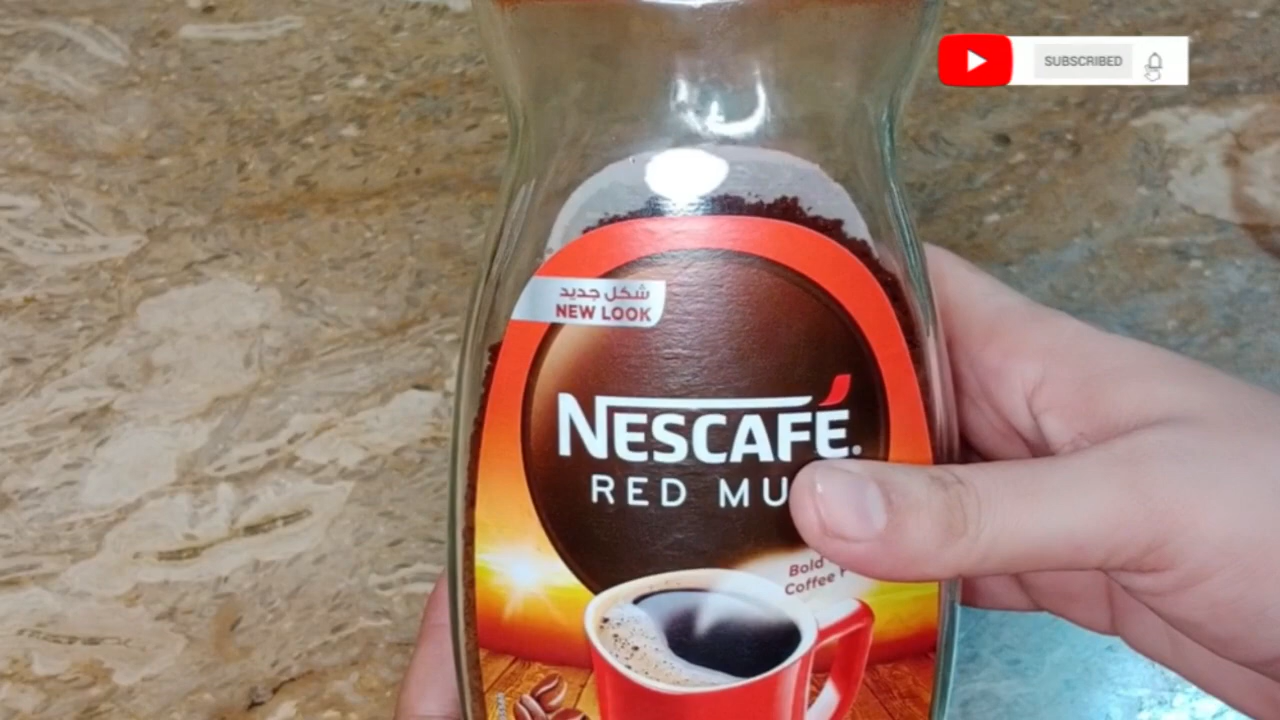 SUBSCRIBED
شكل جديد
NEW LOOK
NESCAFÉ®
RED MU
Bold
Coffee